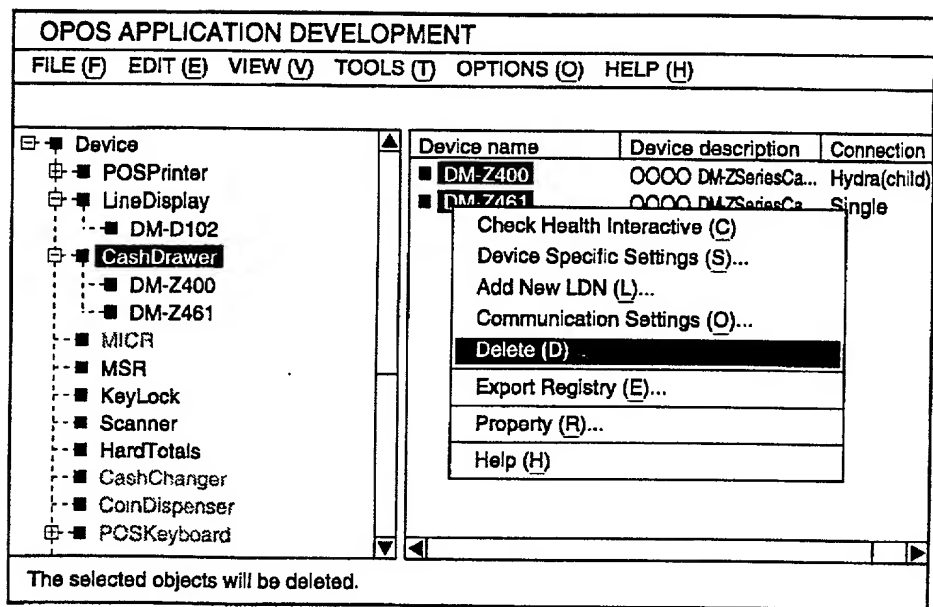 OPOS APPLICATION DEVELOPMENT
FILE (F) EDIT (E) VIEW (V) TOOLS (T) OPTIONS (O) HELP (H)
Device
POSPrinter
LineDisplay
DM-D102
CashDrawer
DM-Z400
DM-Z461
MICR
MSR
KeyLock
Scanner
HardTotals
CashChanger
CoinDispenser
POSKeyboard
Device name Device description Connection
DM-Z400 OOOO DM-ZSeriesCa... Hydra(child)
DM-Z461 OOOO DM-ZSeriesCa... Single
Check Health Interactive (C)
Device Specific Settings (S)...
Add New LDN (L)...
Communication Settings (O)...
Delete (D)
Export Registry (E)...
Property (R)...
Help (H)
The selected objects will be deleted.